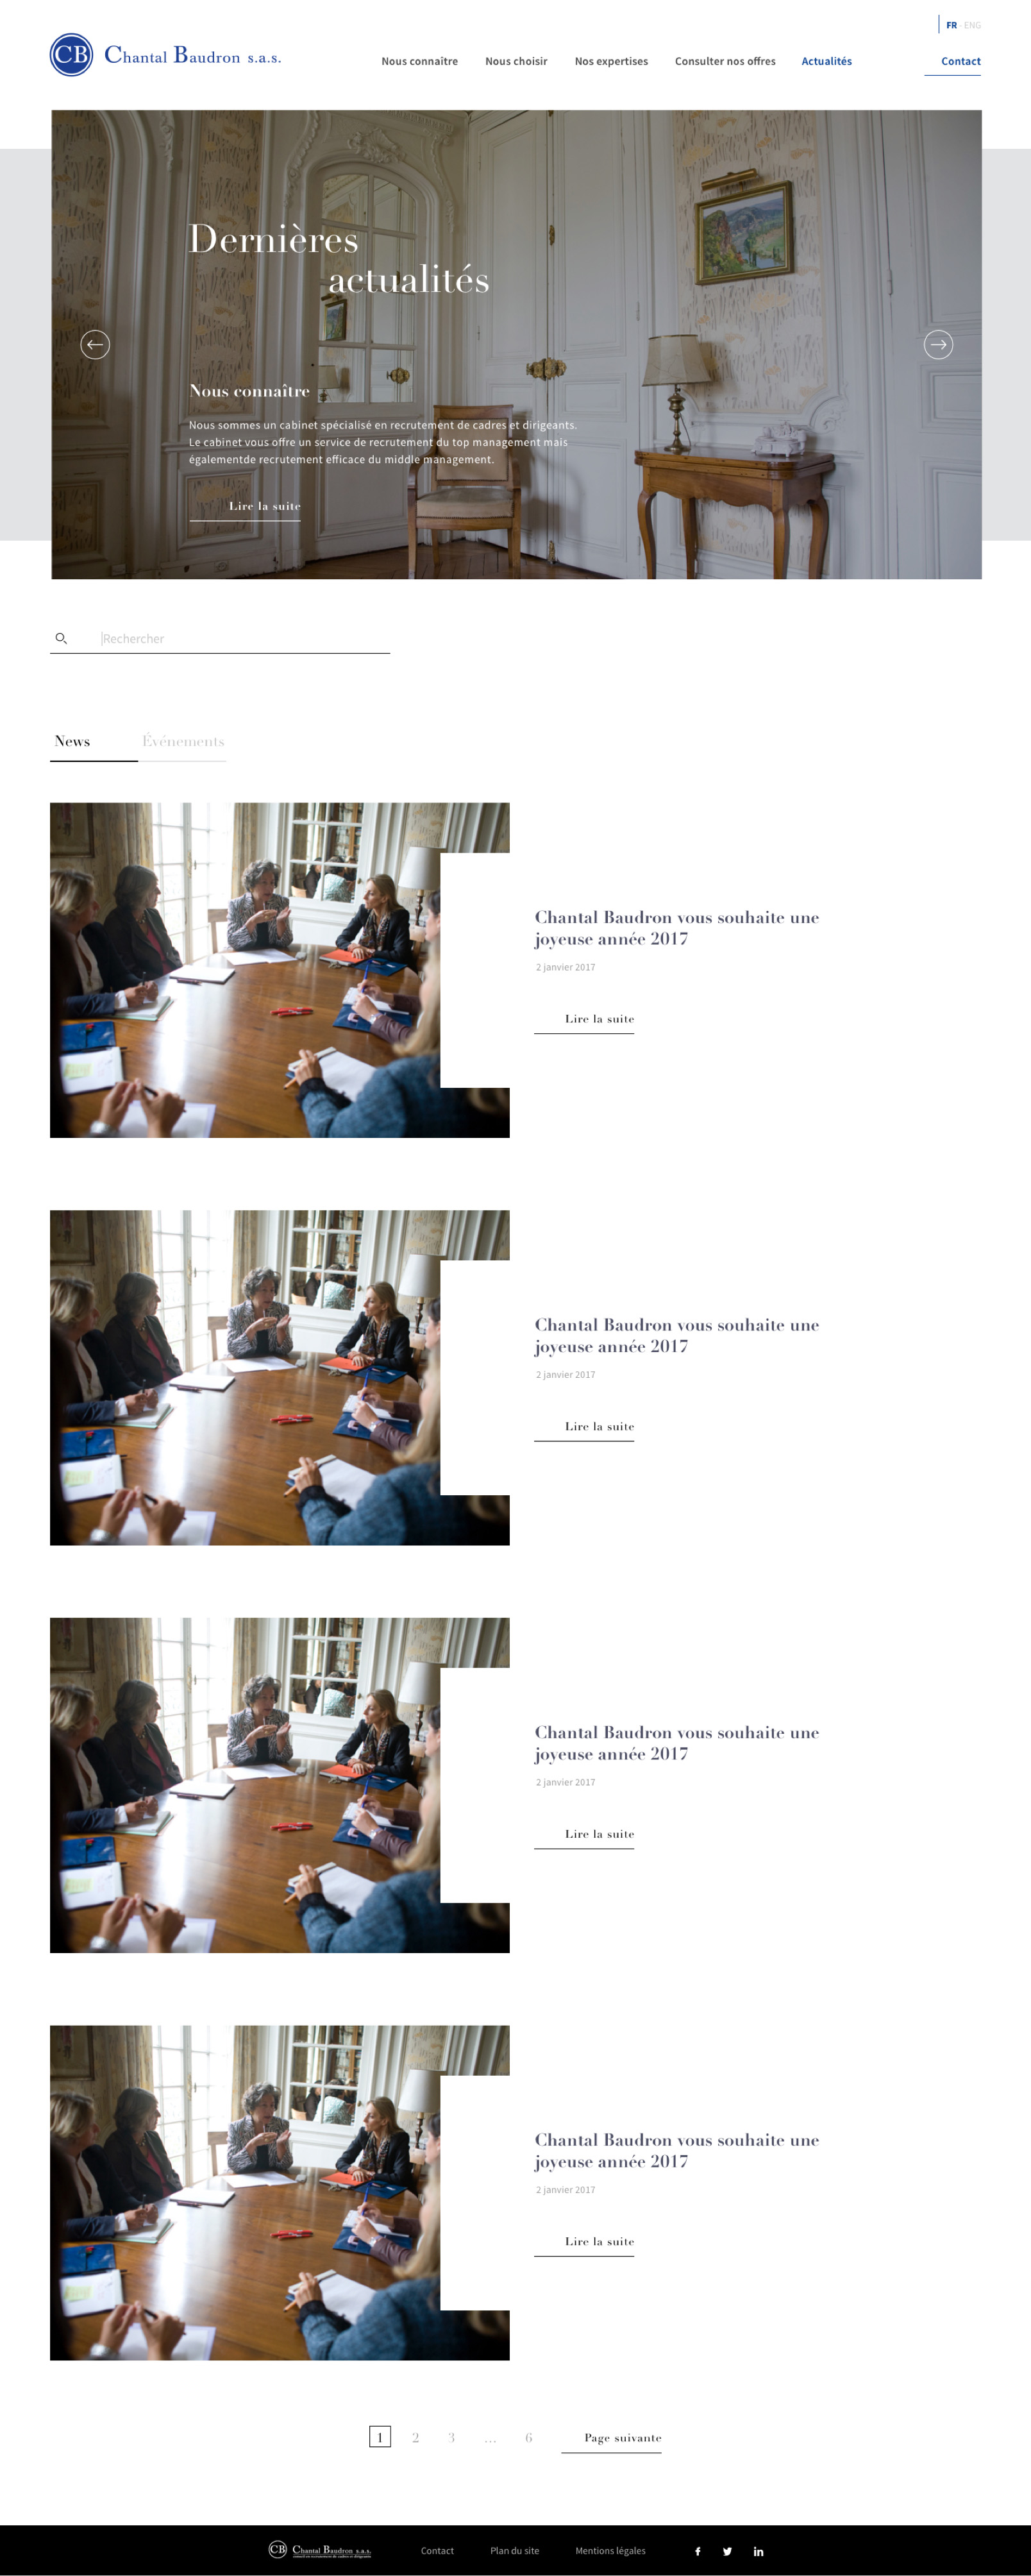 FR - ENG
CB Chantal Baudron s.a.s.
Nous connaître Nous choisir Nos expertises Consulter nos offres Actualités Contact
Dernières
actualités
Nous connaître
Nous sommes un cabinet spécialisé en recrutement de cadres et dirigeants.
Le cabinet vous offre un service de recrutement du top management mais
égalementde recrutement efficace du middle management.
Lire la suite
Rechercher
News Événements
Chantal Baudron vous souhaite une
joyeuse année 2017
2 janvier 2017
Lire la suite
Chantal Baudron vous souhaite une
joyeuse année 2017
2 janvier 2017
Lire la suite
Chantal Baudron vous souhaite une
joyeuse année 2017
2 janvier 2017
Lire la suite
Chantal Baudron vous souhaite une
joyeuse année 2017
2 janvier 2017
Lire la suite
1 2 3 ... 6 Page suivante
CB Chantal Baudron s.a.s.
Contact Plan du site Mentions légales